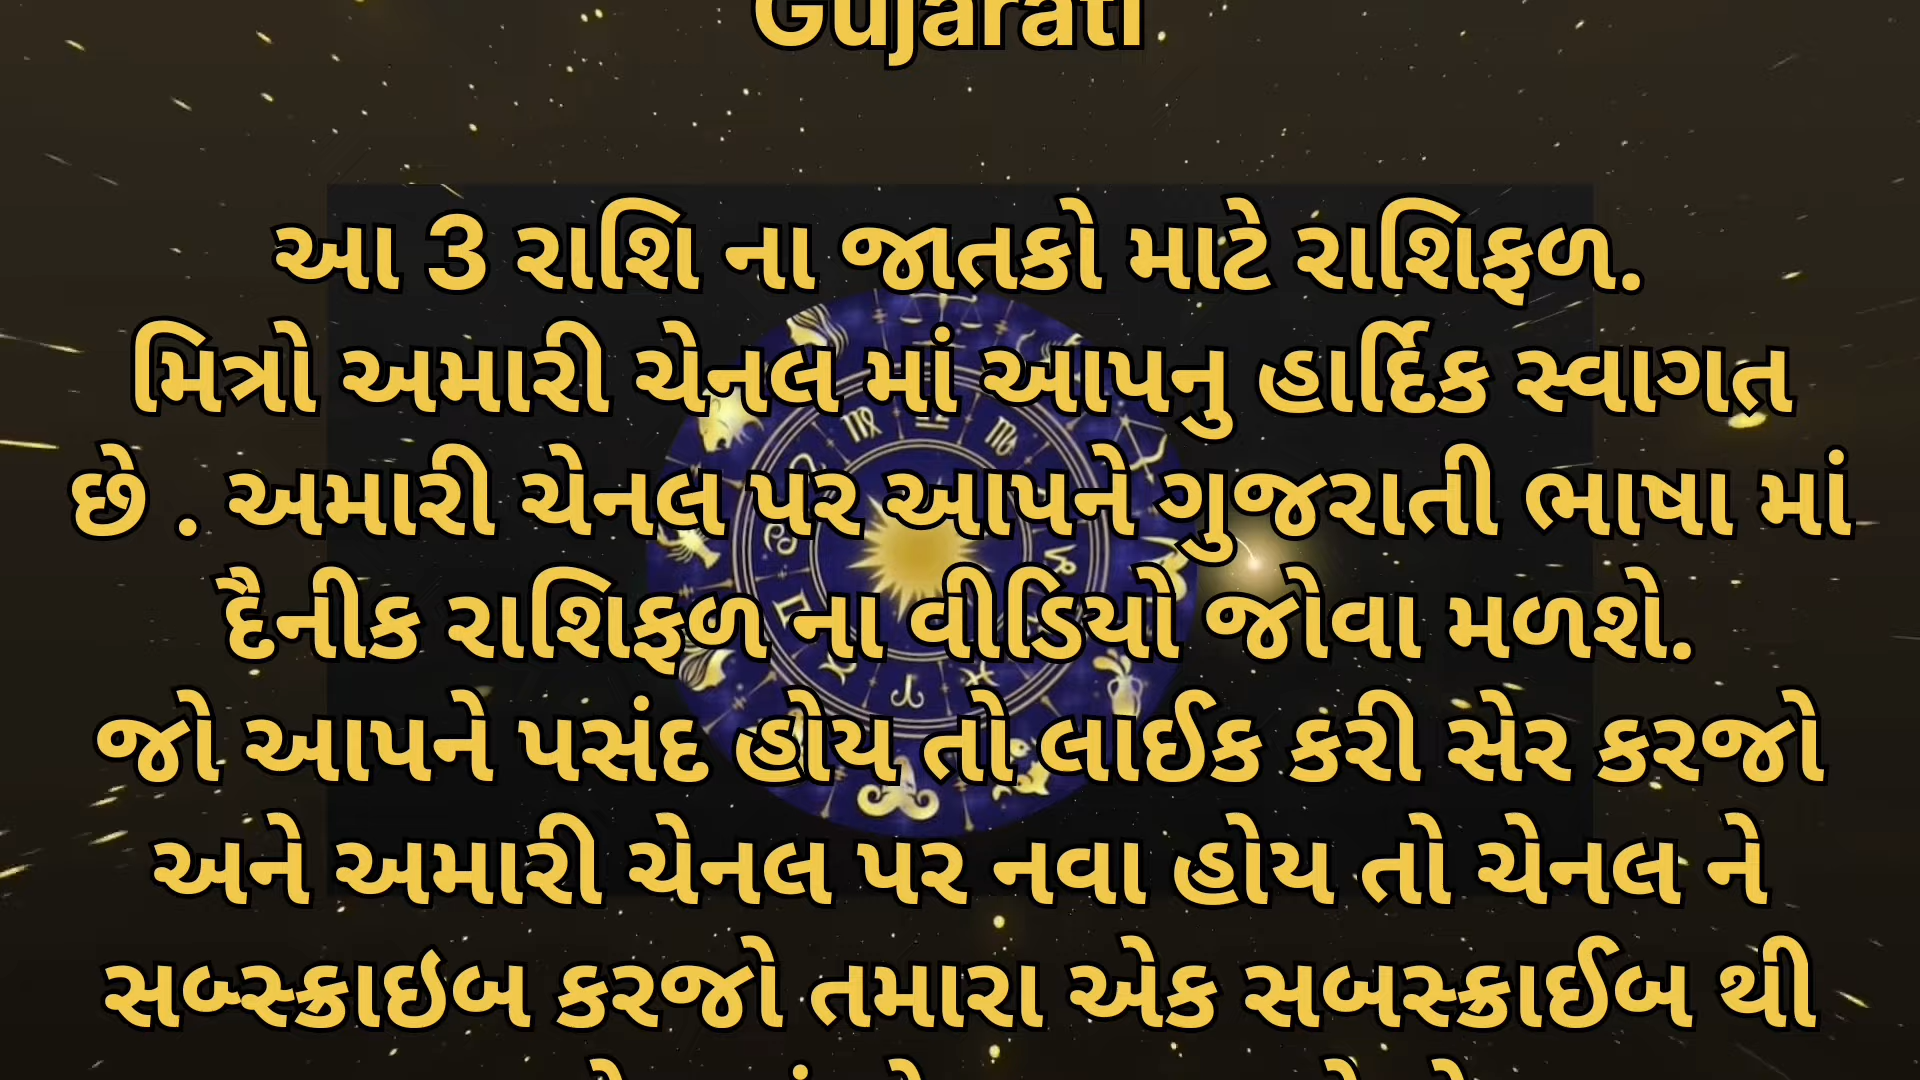 Gujarati
આ 3 રાશિ ના જાતકો માટે રાશિફળ.
મિત્રો અમારી ચેનલ માં આપનુ હાર્દિક સ્વાગત
છે . અમારી ચેનલ પર આપને ગુજરાતી ભાષા માં
દૈનીક રાશિફળ ના વીડિયો જોવા મળશે.
જો આપને પસંદ હોય તો લાઈક કરી સેર કરજો
અને અમારી ચેનલ પર નવા હોય તો ચેનલ ને
સબ્સ્ક્રાઇબ કરજો તમારા એક સબસ્ક્રાઈબ થી